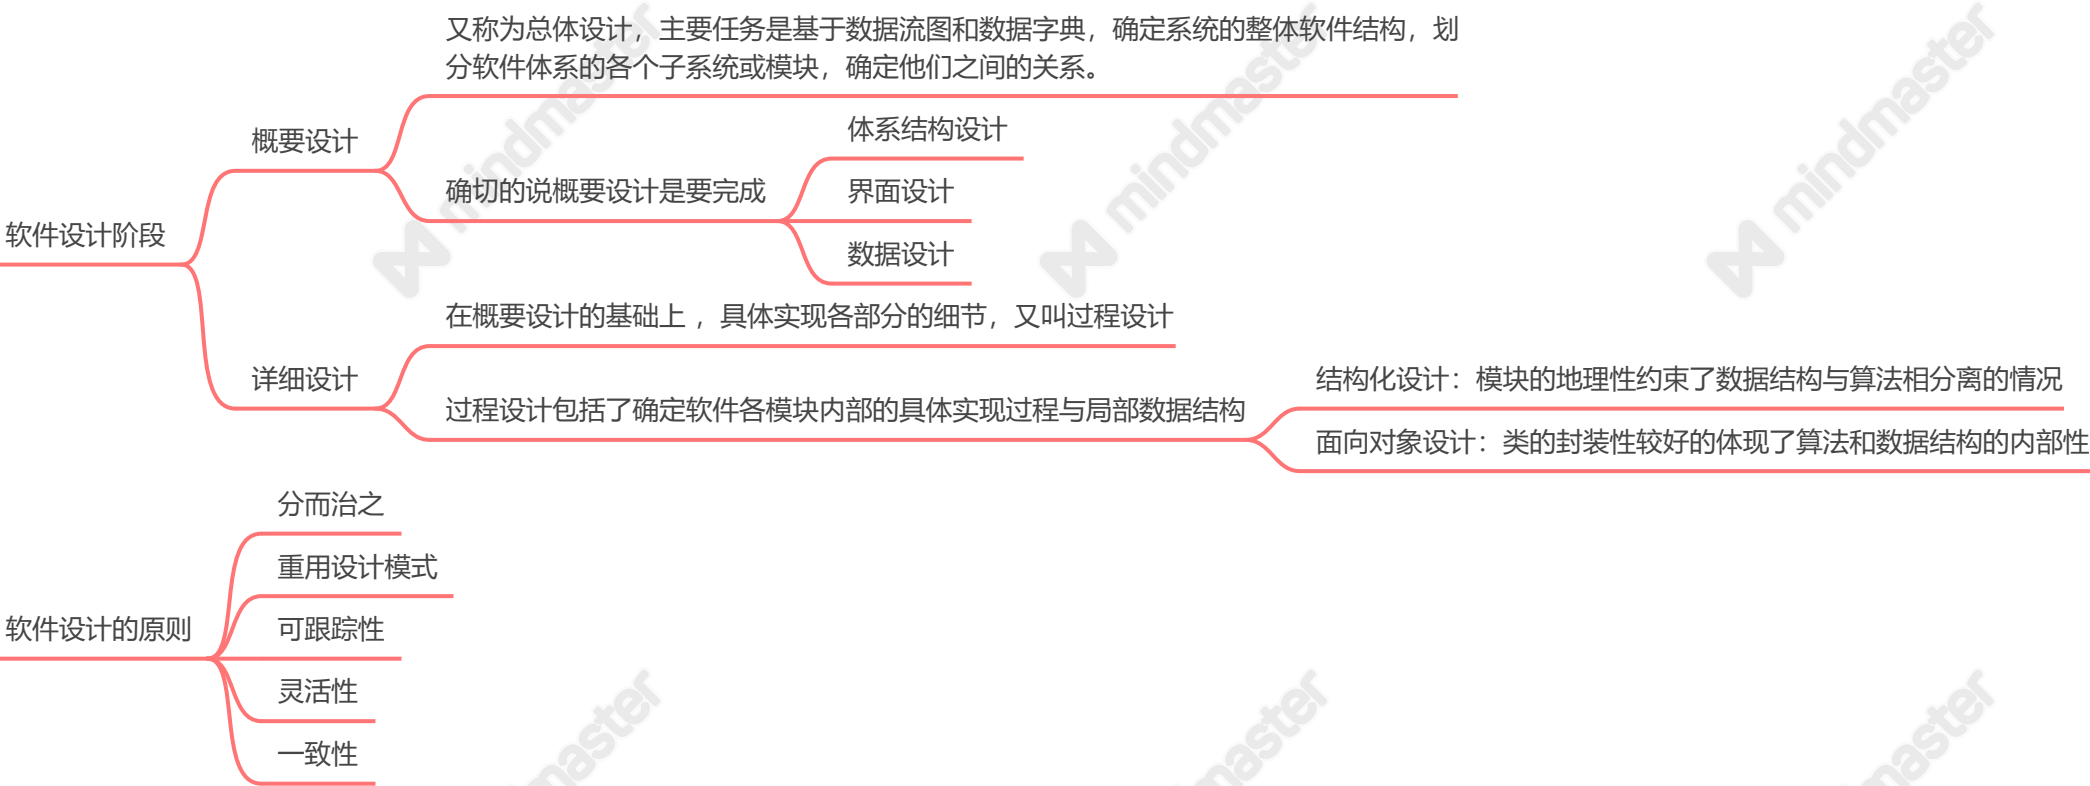 软件设计阶段
概要设计
又称为总体设计，主要任务是基于数据流图和数据字典，确定系统的整体软件结构，划
分软件体系的各个子系统或模块，确定他们之间的关系。
确切的说概要设计是要完成
体系结构设计
界面设计
数据设计
详细设计
在概要设计的基础上 ，具体实现各部分的细节，又叫过程设计
过程设计包括了确定软件各模块内部的具体实现过程与局部数据结构
结构化设计：模块的地理性约束了数据结构与算法相分离的情况
面向对象设计：类的封装性较好的体现了算法和数据结构的内部性
软件设计的原则
分而治之
重用设计模式
可跟踪性
灵活性
一致性
mindmaster
mindmaster
mindmaster
ndmaster
ndmaster
ndmaster